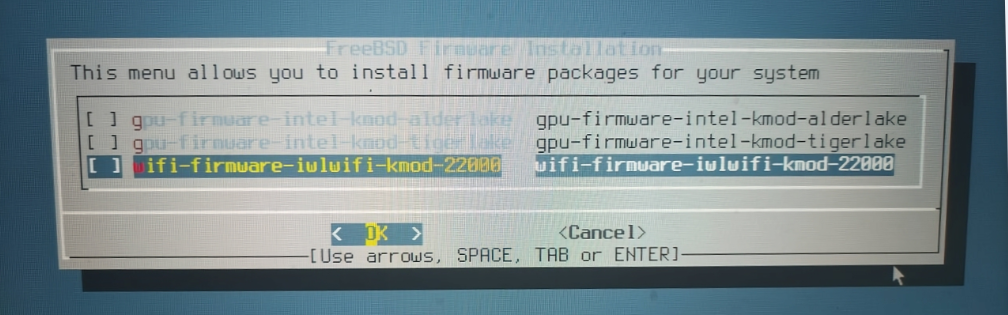 FreeBSD Firmware Installation
This menu allows you to install firmware packages for your system
[ ] gpu-firmware-intel-kmod-alderlake gpu-firmware-intel-kmod-alderlake
[ ] gpu-firmware-intel-kmod-tigerlake gpu-firmware-intel-kmod-tigerlake
[ ] wifi-firmware-iwlwifi-kmod-22000 wifi-firmware-iwlwifi-kmod-22000
< OK > <Cancel>
[Use arrows, SPACE, TAB or ENTER]